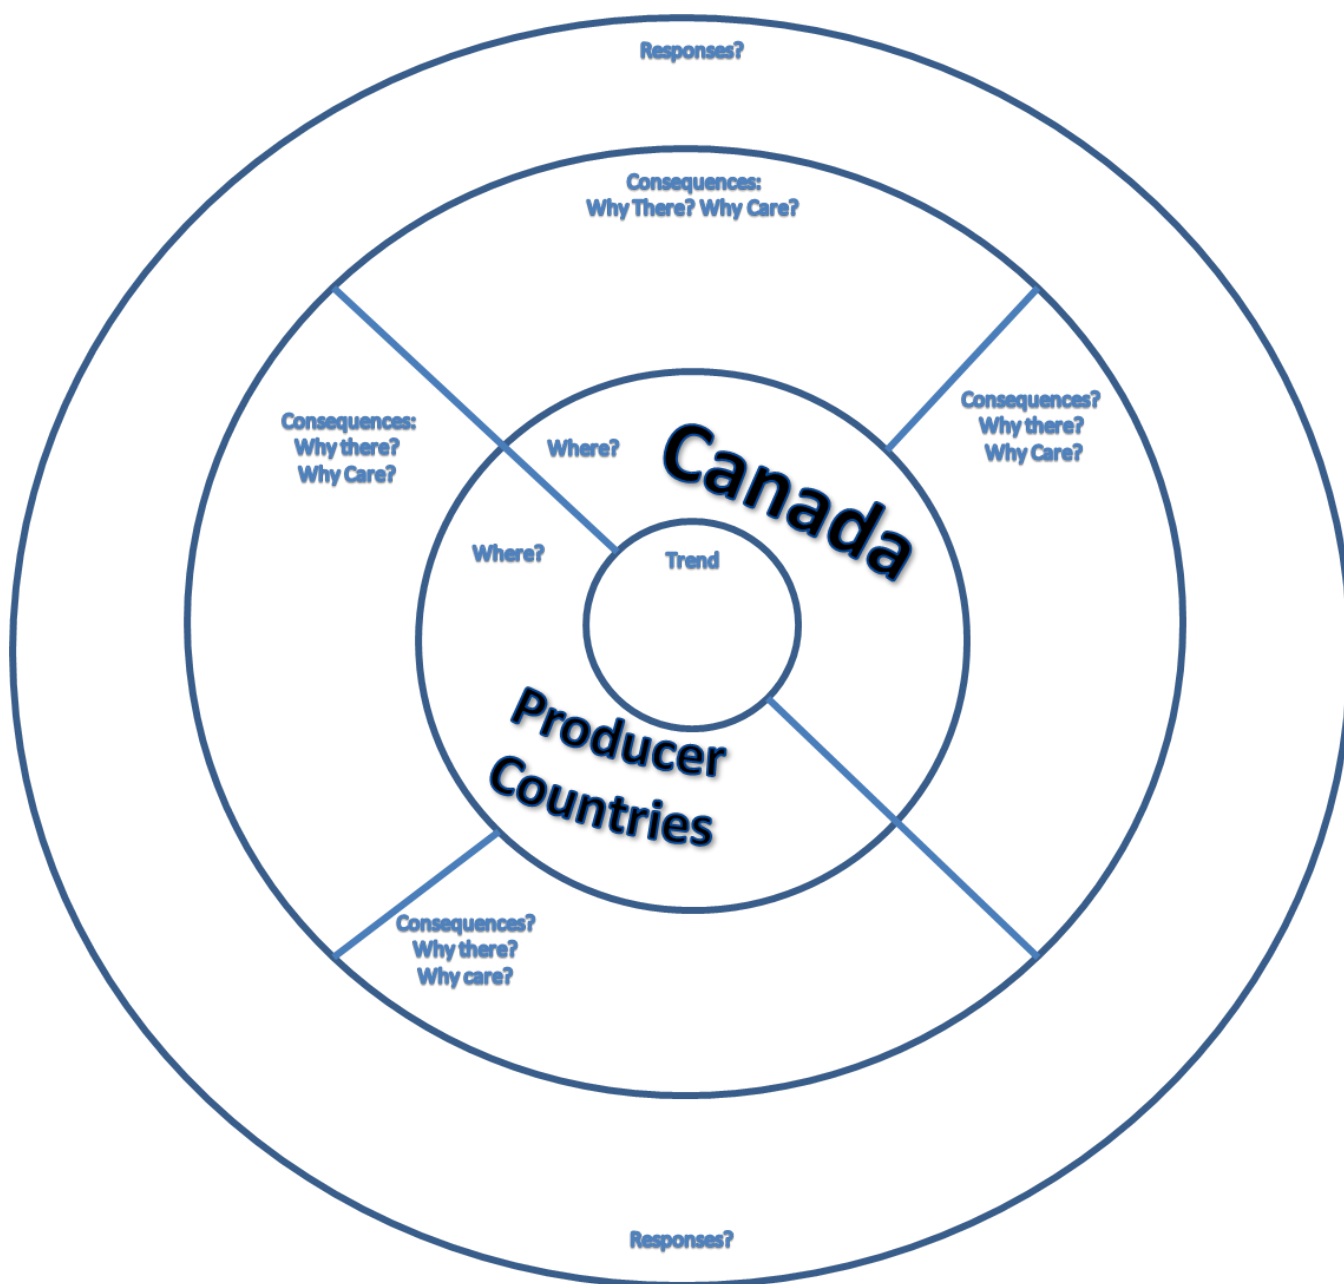 Responses?
Consequences:
Why There? Why Care?
Consequences:
Why there?
Why Care?
Consequences?
Why there?
Why Care?
Where?
Canada
Where?
Trend
Producer
Countries
Consequences?
Why there?
Why care?
Responses?